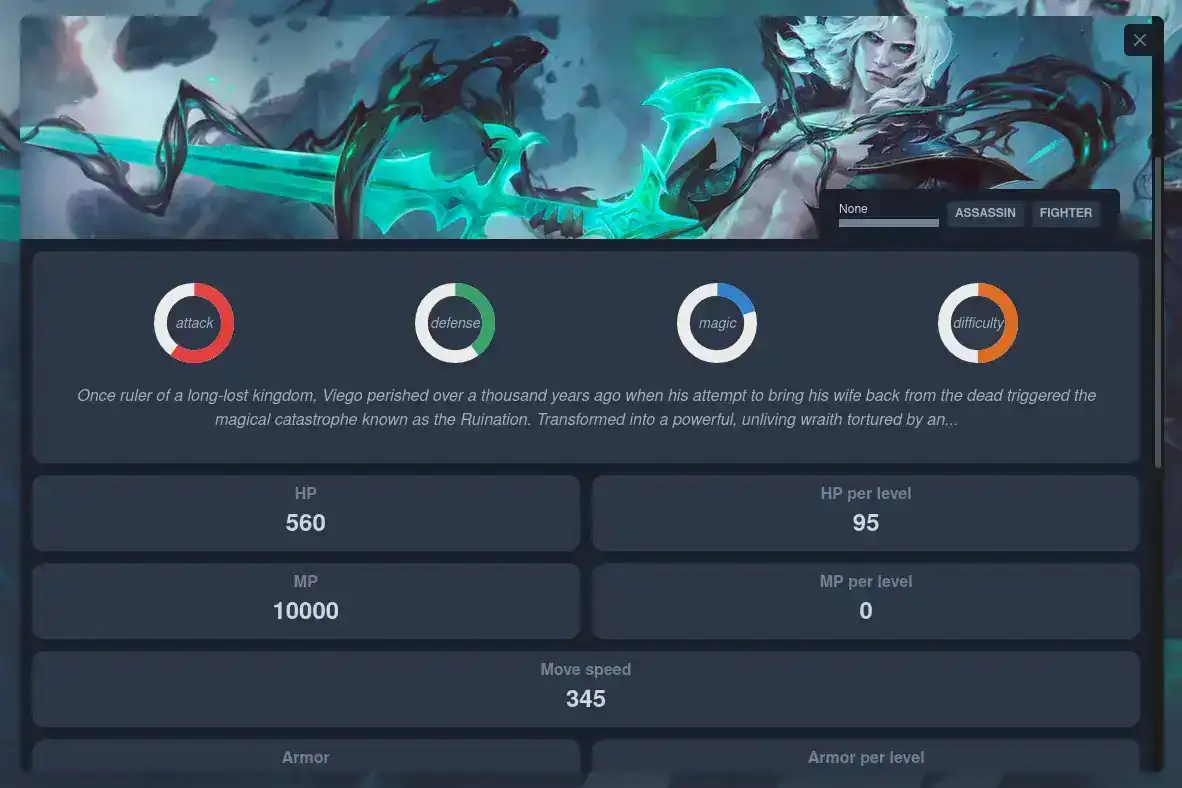 None
ASSASSIN
FIGHTER
attack
defense
magic
difficulty
Once ruler of a long-lost kingdom, Viego perished over a thousand years ago when his attempt to bring his wife back from the dead triggered the
magical catastrophe known as the Ruination. Transformed into a powerful, unliving wraith tortured by an...
HP
560
HP per level
95
MP
10000
MP per level
0
Move speed
345
Armor
Armor per level